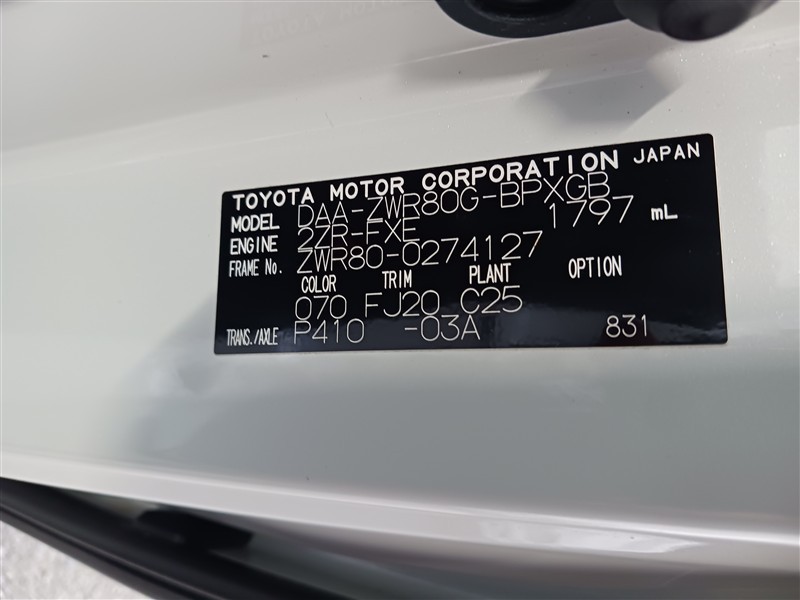 TOYOTA MOTOR CORPORATION JAPAN
MODEL DAA-ZWR80G-BPXGB
ENGINE 2ZR-FXE 1797 mL
FRAME No. ZWR80-0274127
COLOR TRIM PLANT OPTION
070 FJ20 C25
TRANS./AXLE P410 -03A 831